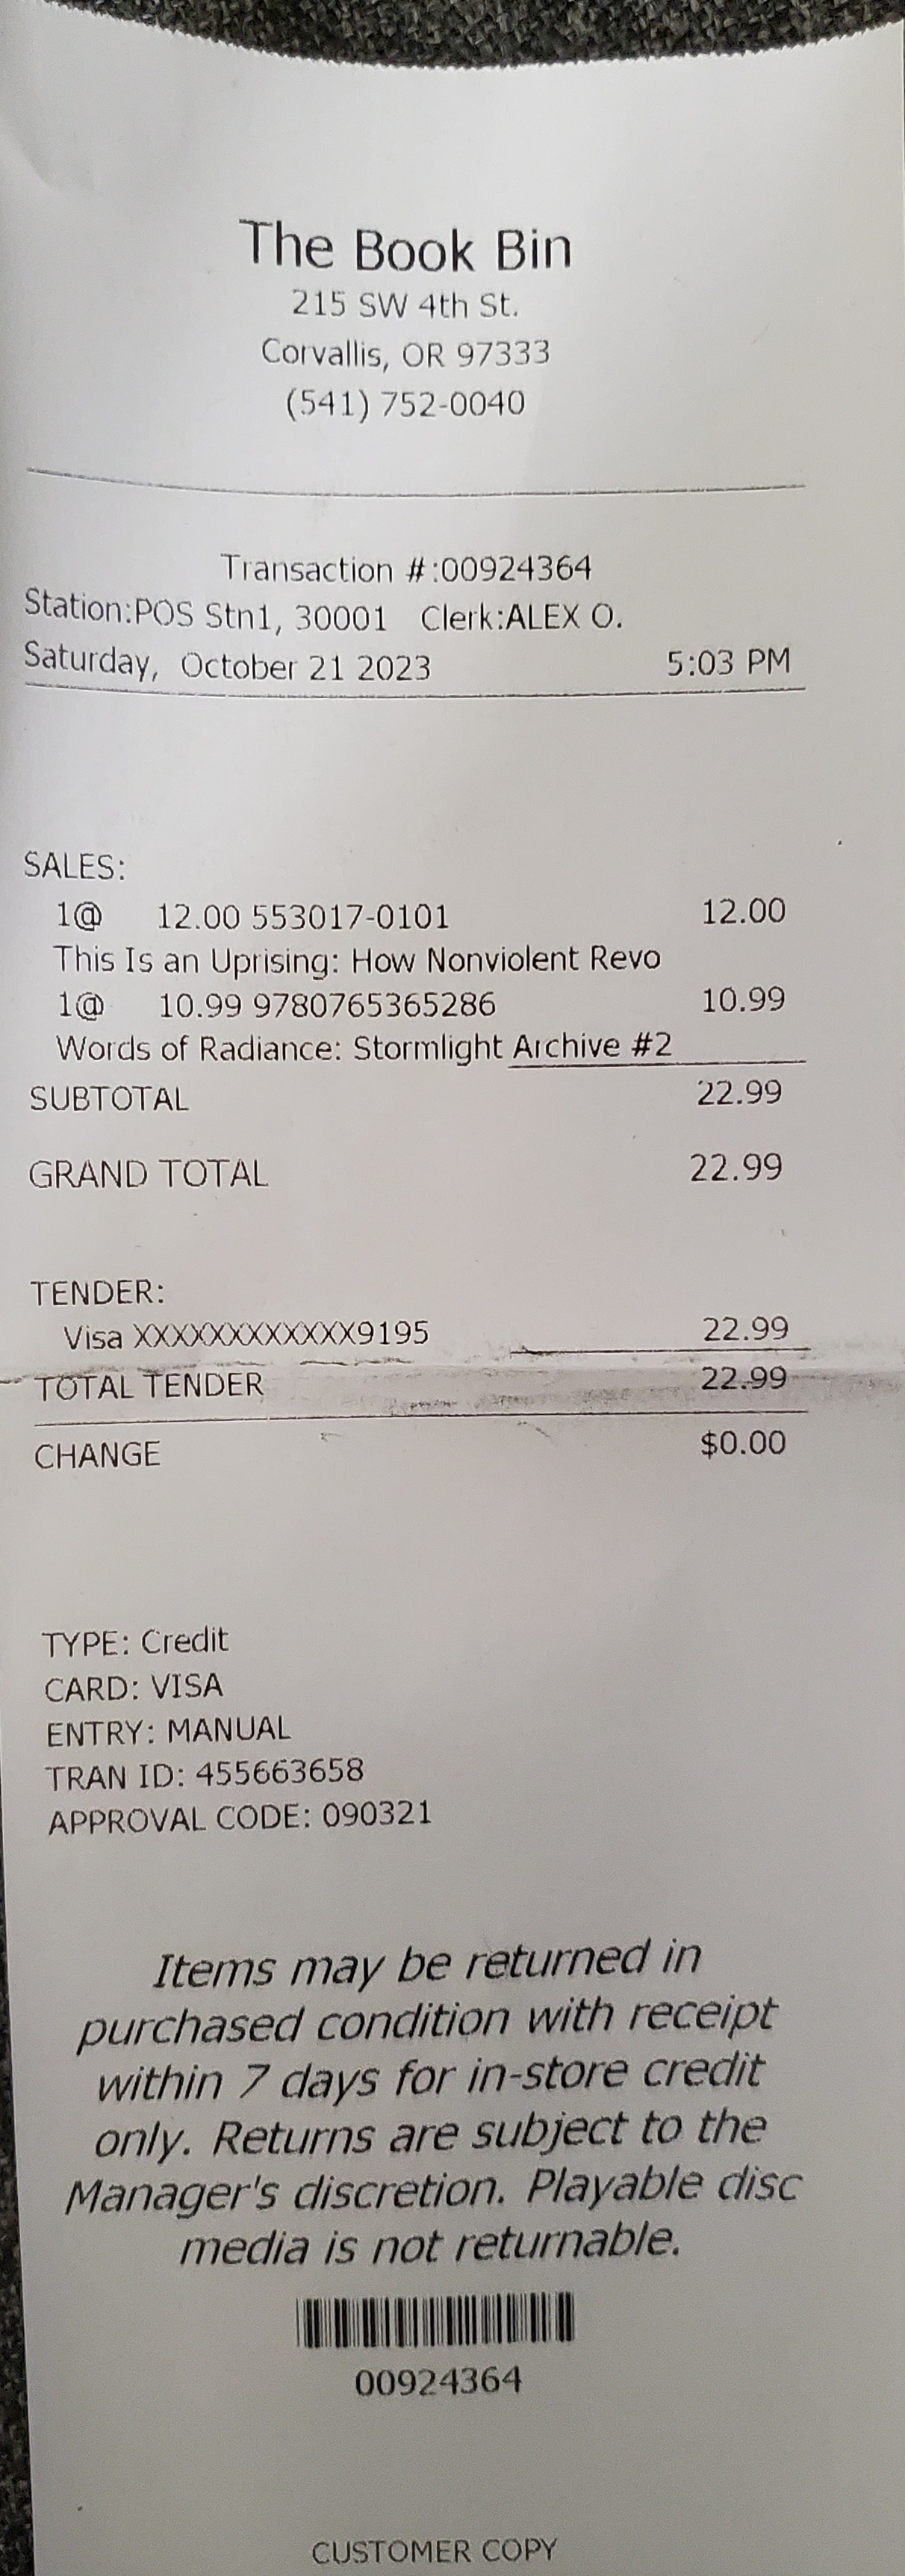 The Book Bin
215 SW 4th St.
Corvallis, OR 97333
(541) 752-0040
Transaction #:00924364
Station:POS Stn1, 30001 Clerk:ALEX O.
Saturday, October 21 2023 5:03 PM
SALES:
1@ 12.00 553017-0101 12.00
This Is an Uprising: How Nonviolent Revo
1@ 10.99 9780765365286 10.99
Words of Radiance: Stormlight Archive #2
SUBTOTAL 22.99
GRAND TOTAL 22.99
TENDER:
Visa XXXXXXXXXXXX9195 22.99
TOTAL TENDER 22.99
CHANGE $0.00
TYPE: Credit
CARD: VISA
ENTRY: MANUAL
TRAN ID: 455663658
APPROVAL CODE: 090321
Items may be returned in
purchased condition with receipt
within 7 days for in-store credit
only. Returns are subject to the
Manager's discretion. Playable disc
media is not returnable.
00924364
CUSTOMER COPY